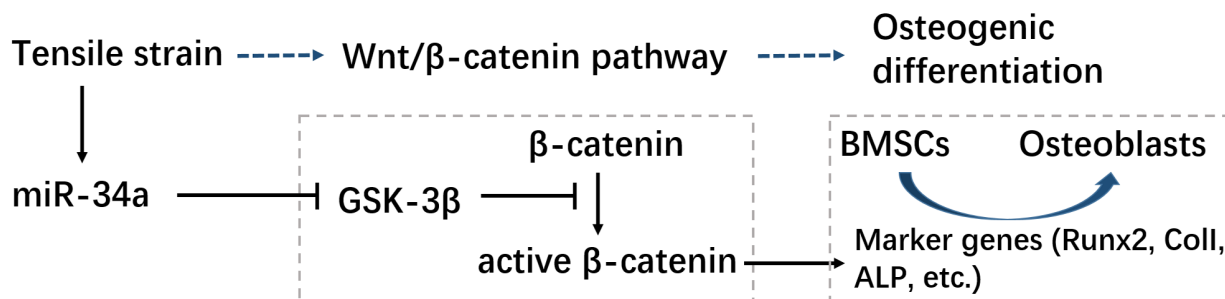 Tensile strain
Wnt/β-catenin pathway
Osteogenic
differentiation
β-catenin
BMSCs
Osteoblasts
miR-34a
GSK-3β
active β-catenin
Marker genes (Runx2, ColI,
ALP, etc.)